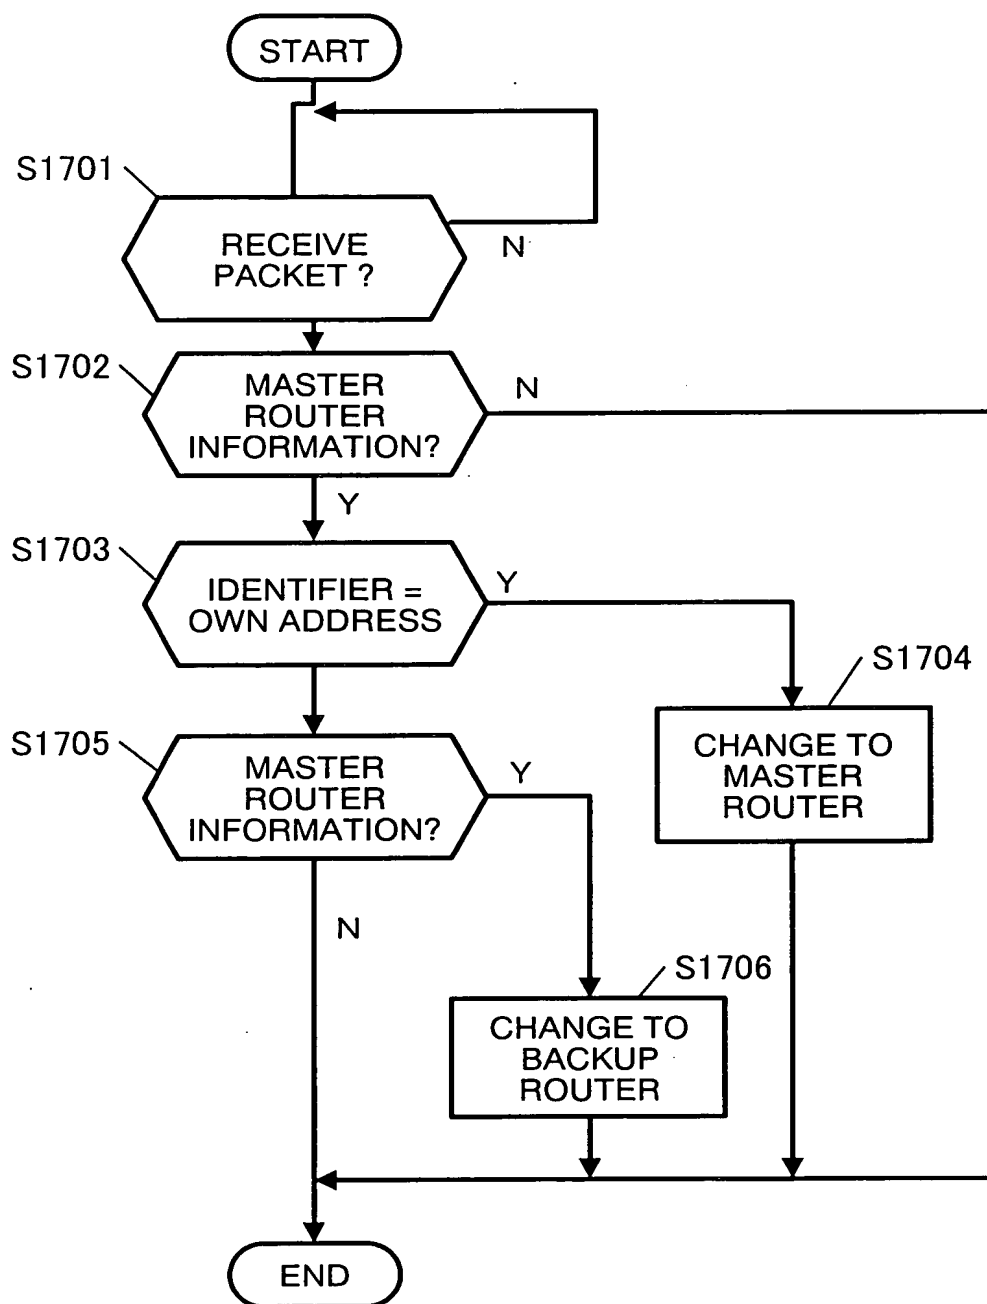 START
S1701
RECEIVE
PACKET ?
N
S1702
MASTER
ROUTER
INFORMATION?
N
Y
S1703
IDENTIFIER =
OWN ADDRESS
Y
S1704
CHANGE TO
MASTER
ROUTER
S1705
MASTER
ROUTER
INFORMATION?
Y
N
S1706
CHANGE TO
BACKUP
ROUTER
END